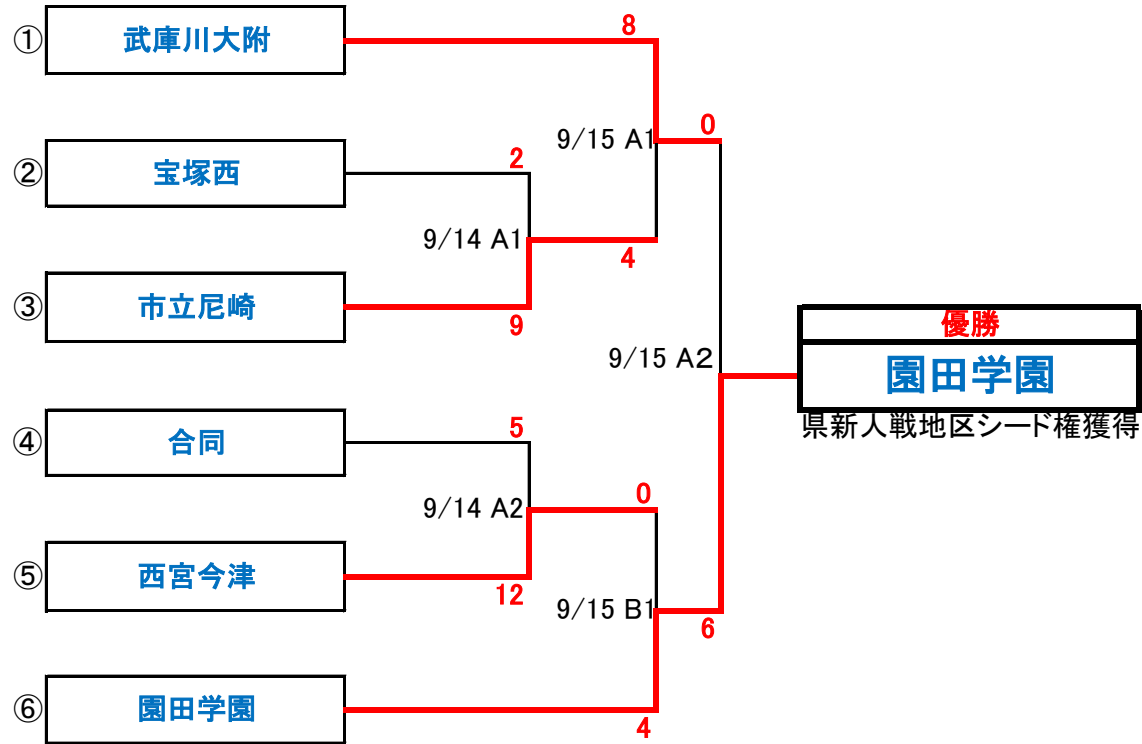 ① 武庫川大附
8
9/15 A1
0
② 宝塚西
2
9/14 A1
4
③ 市立尼崎
9
9/15 A2
優勝
園田学園
県新人戦地区シード権獲得
④ 合同
5
9/14 A2
0
⑤ 西宮今津
12
9/15 B1
6
⑥ 園田学園
4